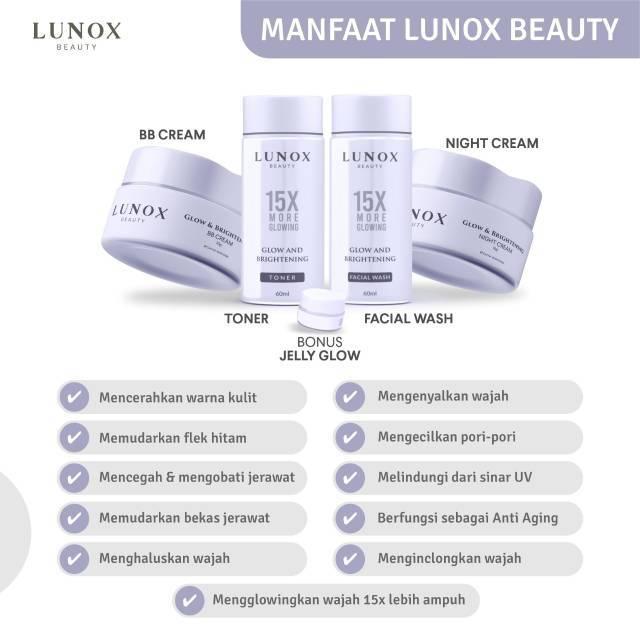 LUNOX
BEAUTY
MANFAAT LUNOX BEAUTY
BB CREAM
NIGHT CREAM
LUNOX
BEAUTY
GLOW & BRIGHTEN
BB CREAM
LUNOX
BEAUTY
15X
MORE
GLOWING
GLOW AND
BRIGHTENING
TONER
60ml
LUNOX
BEAUTY
15X
MORE
GLOWING
GLOW AND
BRIGHTENING
FACIAL WASH
60ml
NOX
BEAUTY
GLOW & BRIGHTENING
NIGHT CREAM
TONER
FACIAL WASH
BONUS
JELLY GLOW
✔ Mencerahkan warna kulit
✔ Memudarkan flek hitam
✔ Mencegah & mengobati jerawat
✔ Memudarkan bekas jerawat
✔ Menghaluskan wajah
✔ Mengenyalkan wajah
✔ Mengecilkan pori-pori
✔ Melindungi dari sinar UV
✔ Berfungsi sebagai Anti Aging
✔ Menginclongkan wajah
✔ Mengglowingkan wajah 15x lebih ampuh